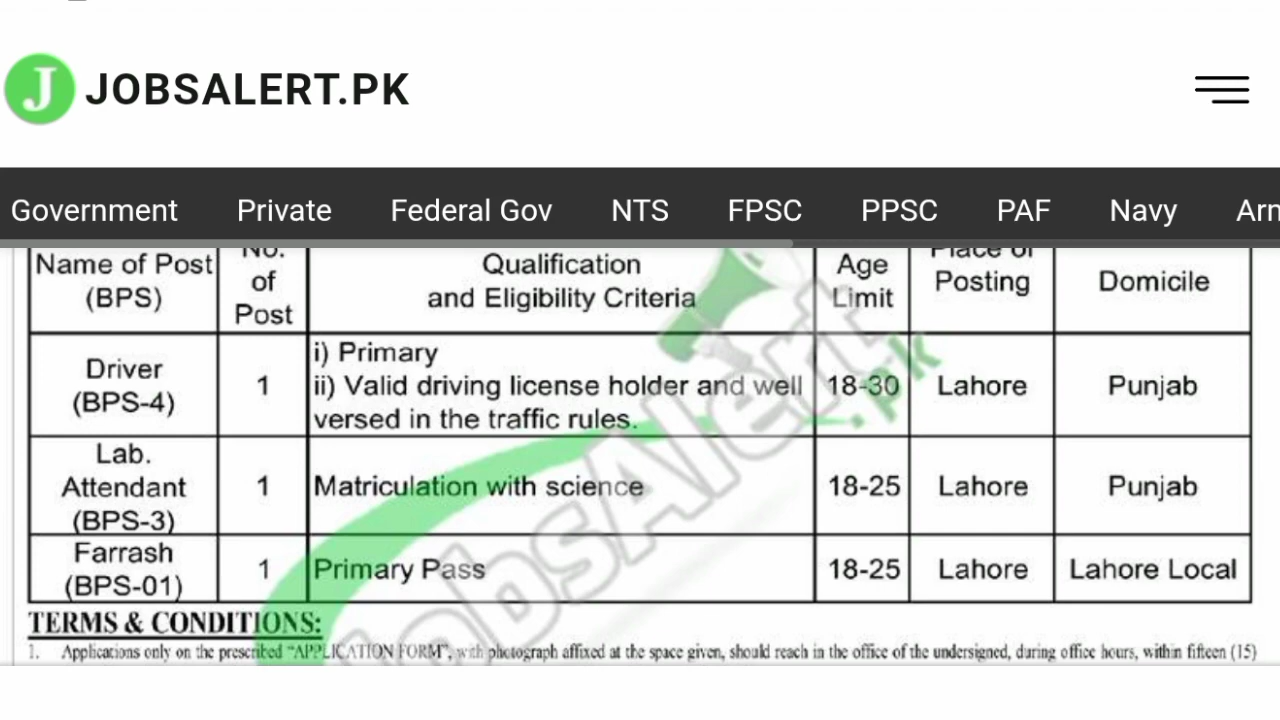 JOBSALERT.PK
Government Private Federal Gov NTS FPSC PPSC PAF Navy
Name of Post (BPS) No. of Post Qualification and Eligibility Criteria Age Limit Place of Posting Domicile
Driver (BPS-4) 1 i) Primary
ii) Valid driving license holder and well
versed in the traffic rules. 18-30 Lahore Punjab
Lab. Attendant (BPS-3) 1 Matriculation with science 18-25 Lahore Punjab
Farrash (BPS-01) 1 Primary Pass 18-25 Lahore Lahore Local
TERMS & CONDITIONS:
1. Applications only on the prescribed "APPLICATION FORM", with photograph affixed at the space given, should reach in the office of the undersigned, during office hours, within fifteen (15)
JobsAlert.pk